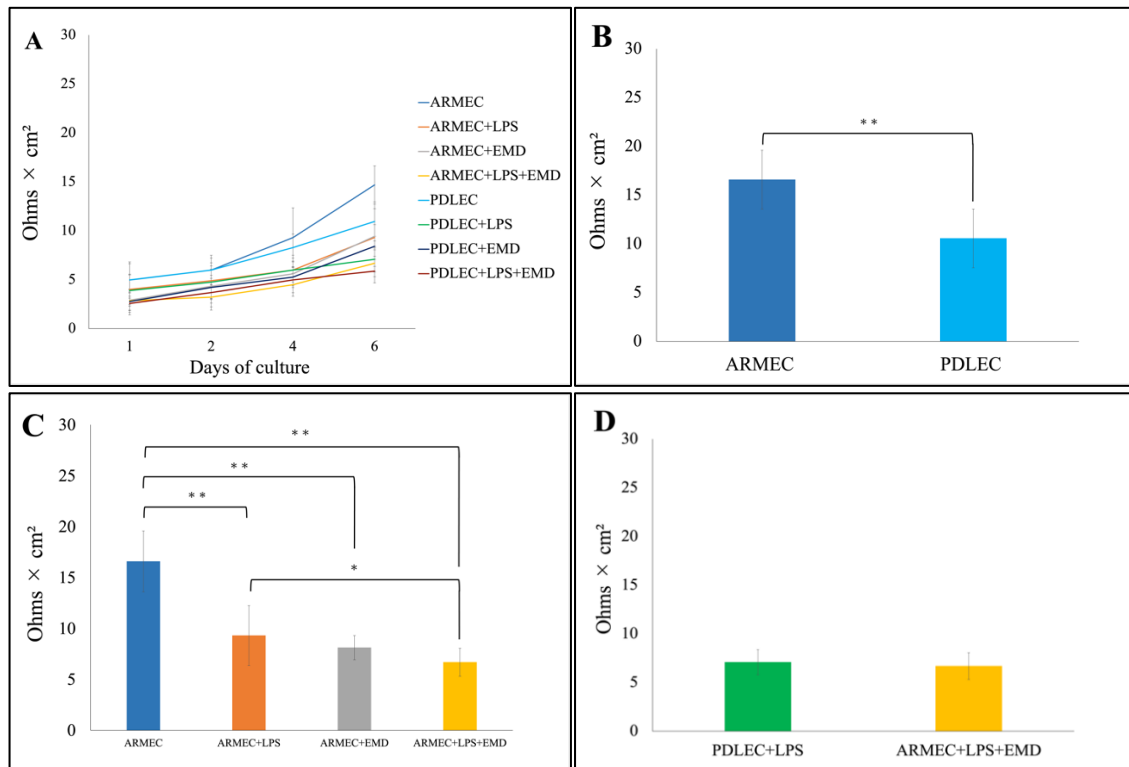 A
30
25
20
15
10
5
0
Ohms × cm²
1 2 4 6
Days of culture
ARMEC
ARMEC+LPS
ARMEC+EMD
ARMEC+LPS+EMD
PDLEC
PDLEC+LPS
PDLEC+EMD
PDLEC+LPS+EMD
B
30
25
20
15
10
5
0
Ohms × cm²
**
ARMEC PDLEC
C
30
25
20
15
10
5
0
Ohms × cm²
**
**
**
*
ARMEC ARMEC+LPS ARMEC+EMD ARMEC+LPS+EMD
D
30
25
20
15
10
5
0
Ohms × cm²
PDLEC+LPS ARMEC+LPS+EMD